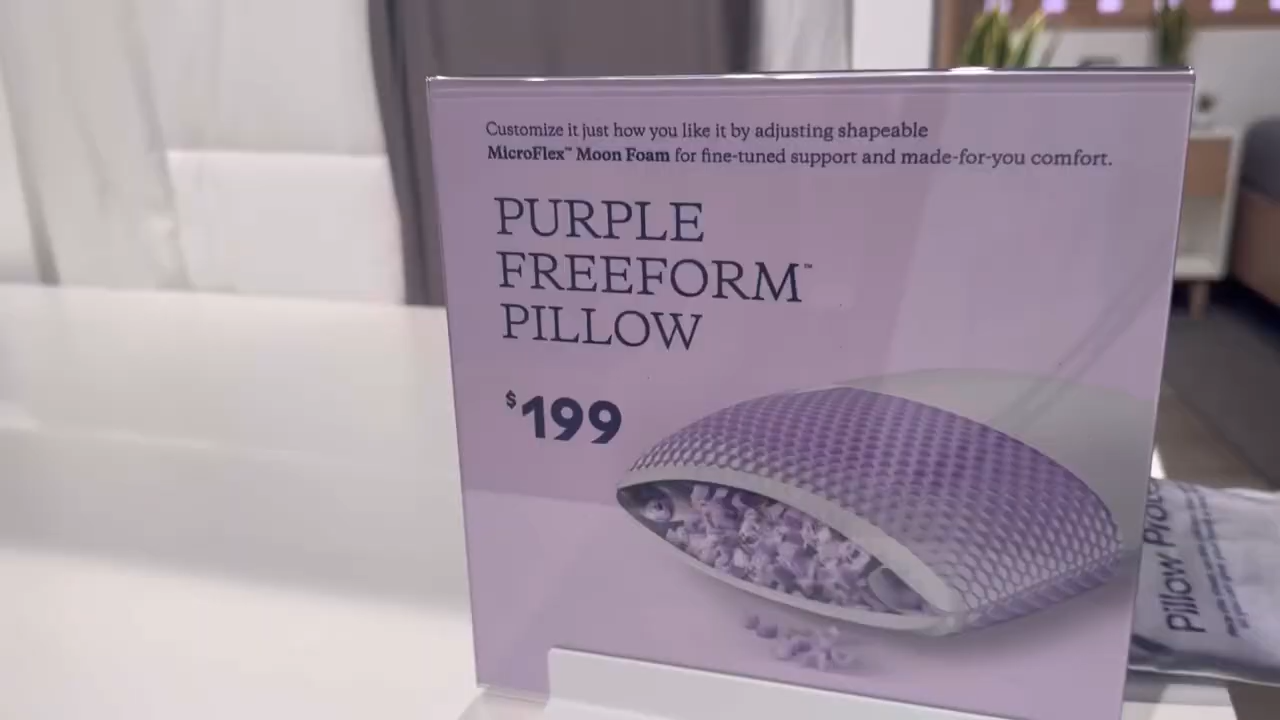 Customize it just how you like it by adjusting shapeable
MicroFlex™ Moon Foam for fine-tuned support and made-for-you comfort.
PURPLE
FREEFORM™
PILLOW
$199
Pillow